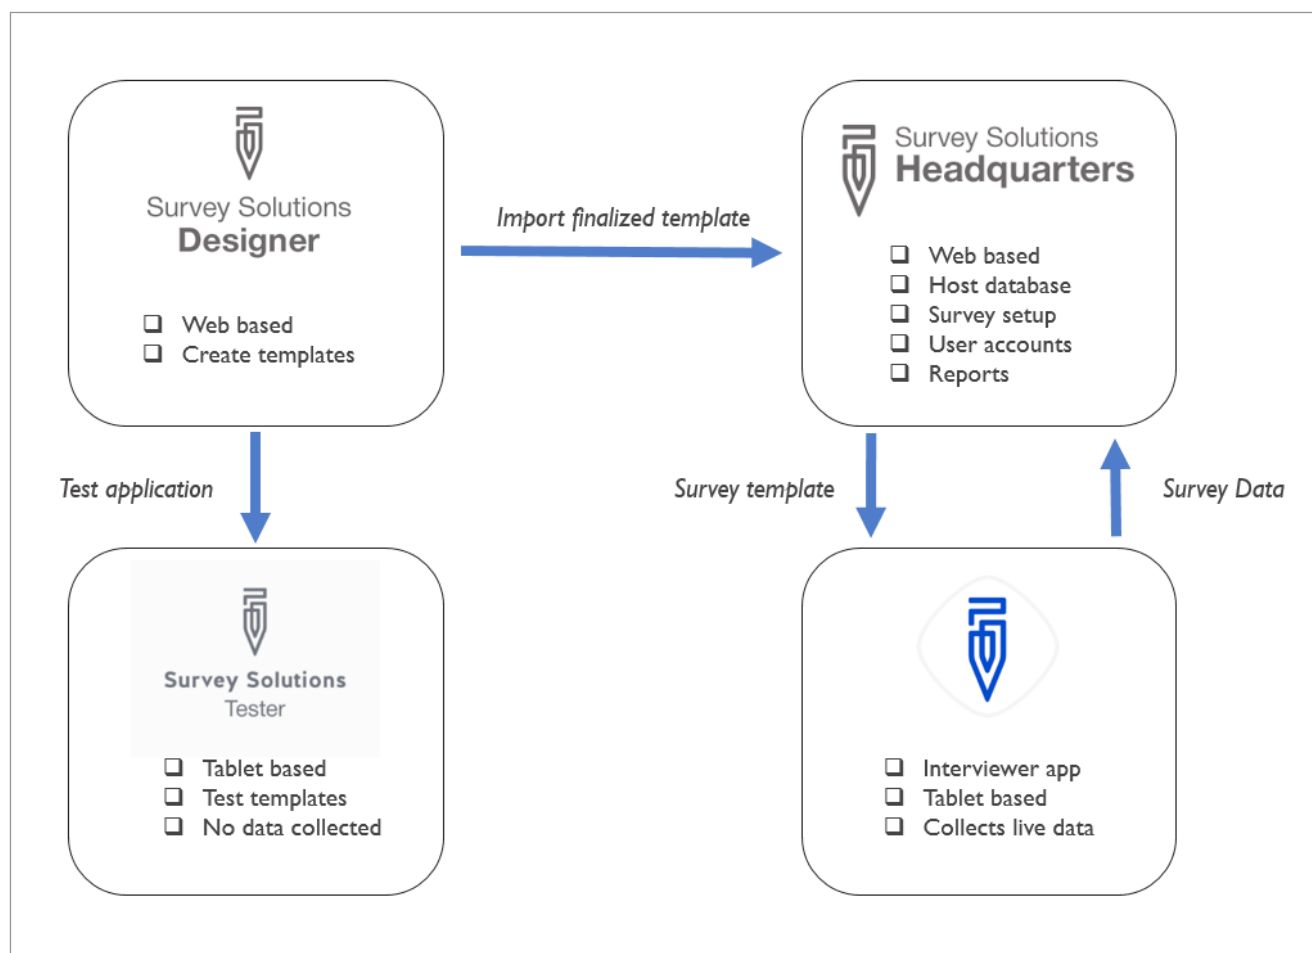 Survey Solutions
Designer
Web based
Create templates
Import finalized template
Survey Solutions
Headquarters
Web based
Host database
Survey setup
User accounts
Reports
Test application
Survey template
Survey Data
Survey Solutions
Tester
Tablet based
Test templates
No data collected
Interviewer app
Tablet based
Collects live data